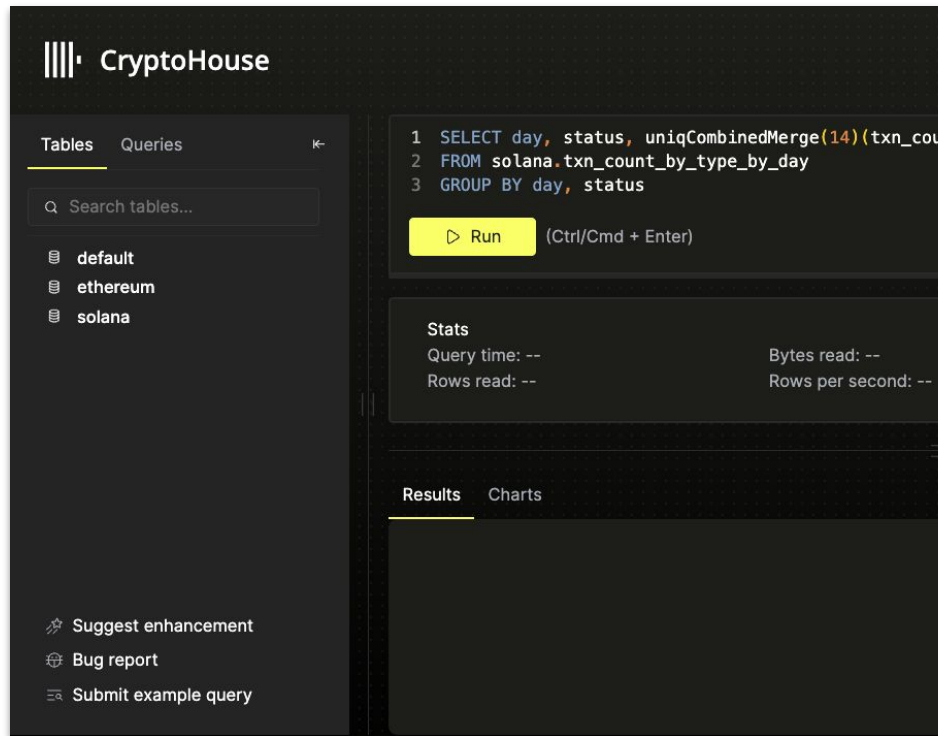 CryptoHouse
Tables Queries
Search tables...
default
ethereum
solana
Suggest enhancement
Bug report
Submit example query
1 SELECT day, status, uniqCombinedMerge(14)(txn_cou
2 FROM solana.txn_count_by_type_by_day
3 GROUP BY day, status
Run (Ctrl/Cmd + Enter)
Stats
Query time: -- Bytes read: --
Rows read: -- Rows per second: --
Results Charts